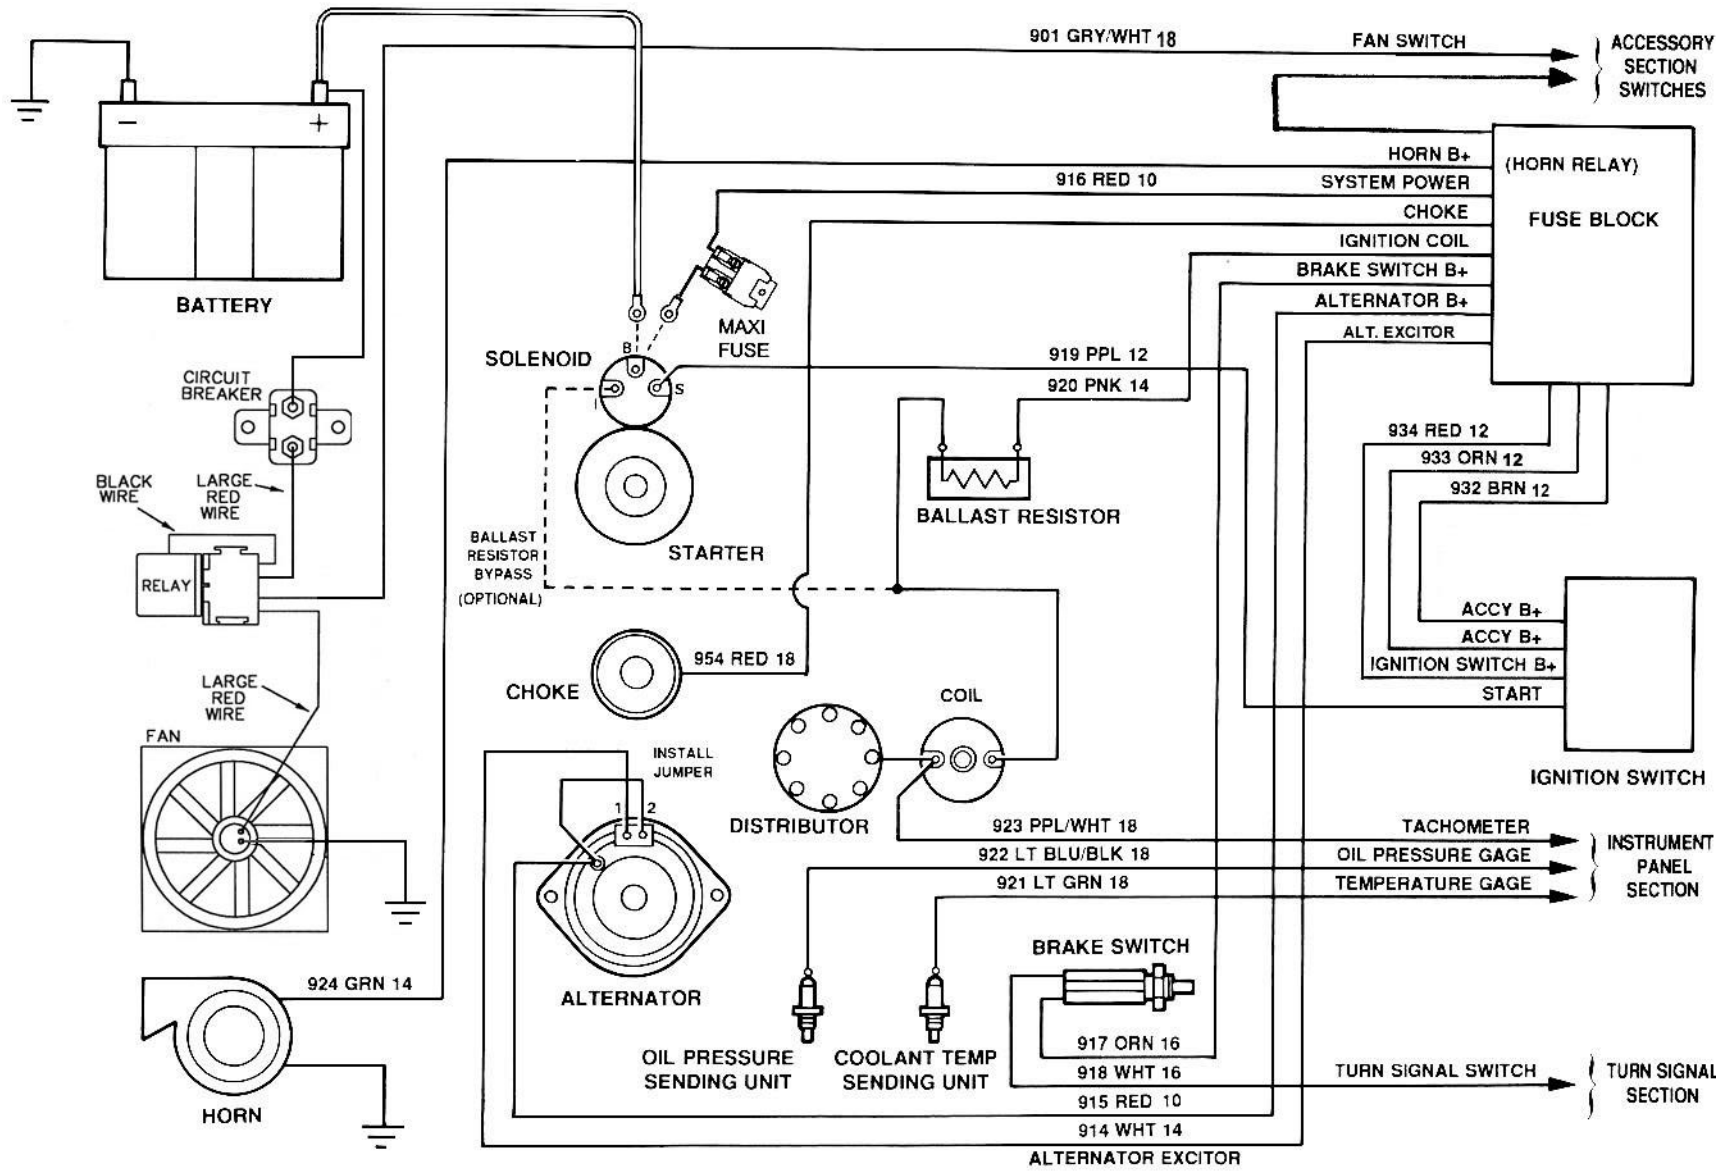 901 GRY/WHT 18
FAN SWITCH
ACCESSORY
SECTION
SWITCHES
-
+
BATTERY
HORN B+
(HORN RELAY)
916 RED 10
SYSTEM POWER
CHOKE
FUSE BLOCK
IGNITION COIL
BRAKE SWITCH B+
ALTERNATOR B+
ALT. EXCITOR
MAXI
FUSE
SOLENOID
B
I
S
919 PPL 12
920 PNK 14
CIRCUIT
BREAKER
934 RED 12
933 ORN 12
932 BRN 12
BLACK
WIRE
LARGE
RED
WIRE
BALLAST RESISTOR
STARTER
BALLAST
RESISTOR
BYPASS
(OPTIONAL)
RELAY
ACCY B+
ACCY B+
IGNITION SWITCH B+
START
IGNITION SWITCH
954 RED 18
CHOKE
LARGE
RED
WIRE
COIL
FAN
INSTALL
JUMPER
1
2
DISTRIBUTOR
923 PPL/WHT 18
TACHOMETER
922 LT BLU/BLK 18
OIL PRESSURE GAGE
921 LT GRN 18
TEMPERATURE GAGE
INSTRUMENT
PANEL
SECTION
BRAKE SWITCH
924 GRN 14
ALTERNATOR
OIL PRESSURE
SENDING UNIT
COOLANT TEMP
SENDING UNIT
917 ORN 16
918 WHT 16
TURN SIGNAL SWITCH
TURN SIGNAL
SECTION
915 RED 10
HORN
914 WHT 14
ALTERNATOR EXCITOR